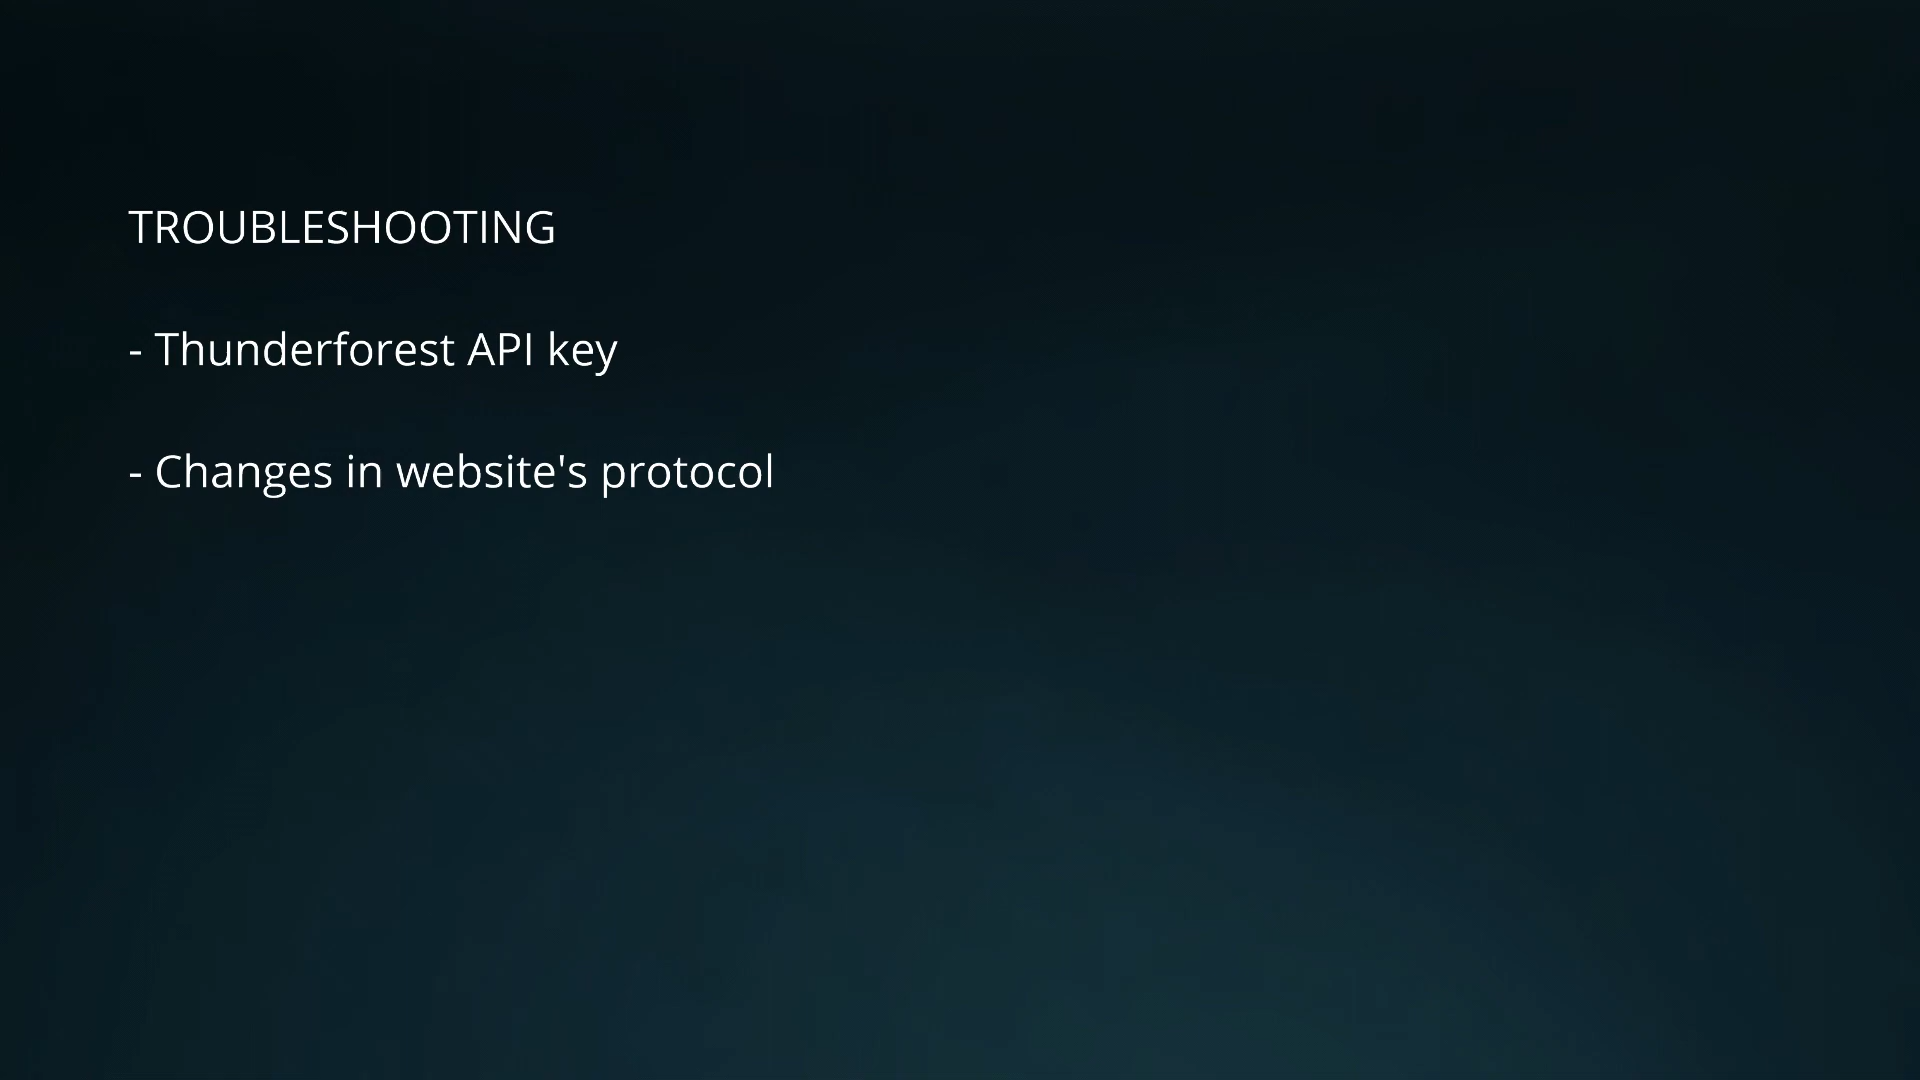 TROUBLESHOOTING
- Thunderforest API key
- Changes in website's protocol